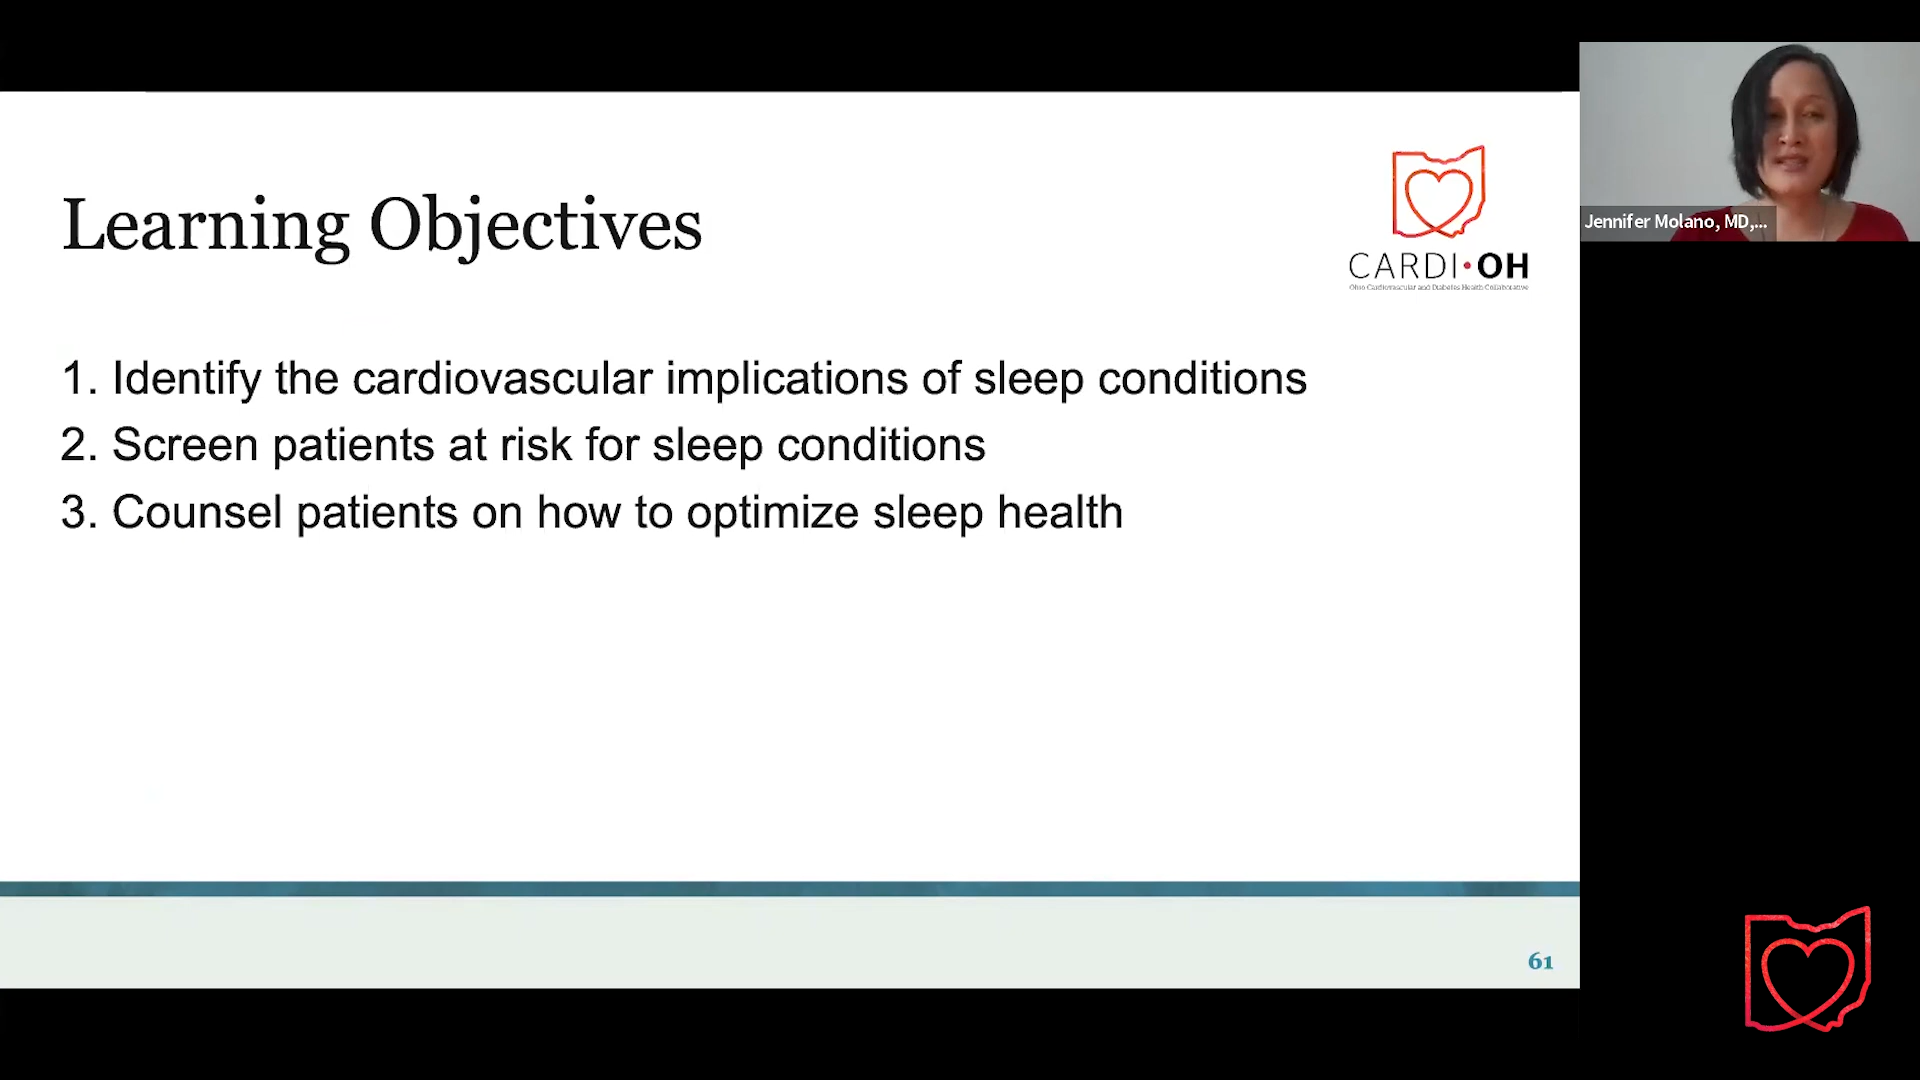 Learning Objectives
CARDI•OH
Ohio Cardiovascular and Diabetes Health Collaborative
1. Identify the cardiovascular implications of sleep conditions
2. Screen patients at risk for sleep conditions
3. Counsel patients on how to optimize sleep health
61
Jennifer Molano, MD,...